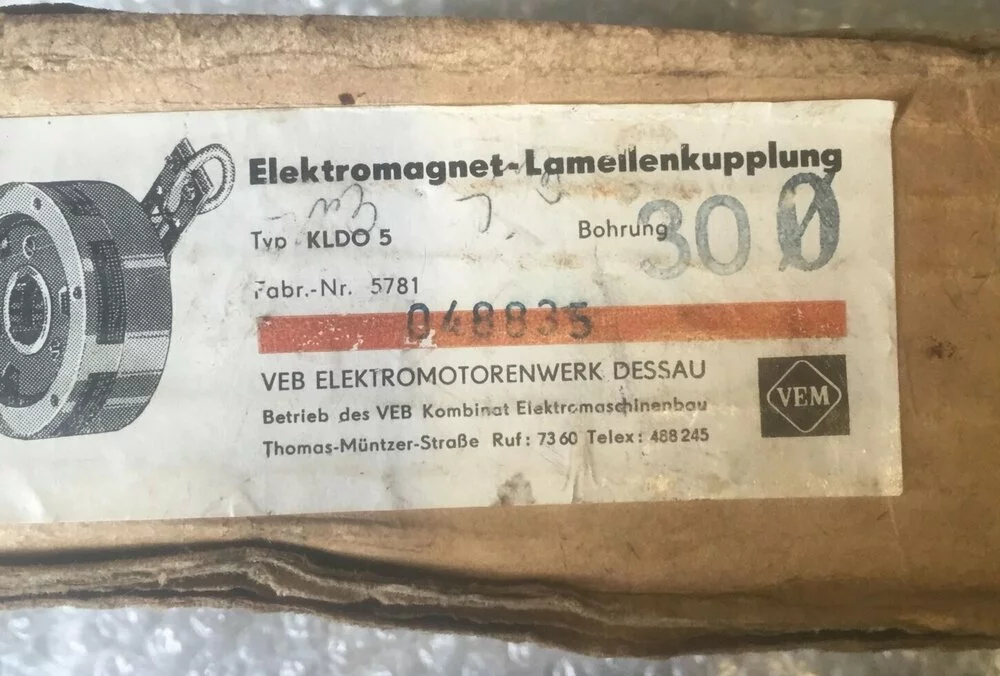 Elektromagnet-Lamellenkupplung
Typ KLDO 5 Bohrung 30 Ø
Fabr.-Nr. 5781
048835
VEB ELEKTROMOTORENWERK DESSAU
Betrieb des VEB Kombinat Elektromaschinenbau
Thomas-Müntzer-Straße Ruf: 7360 Telex: 488245
VEM